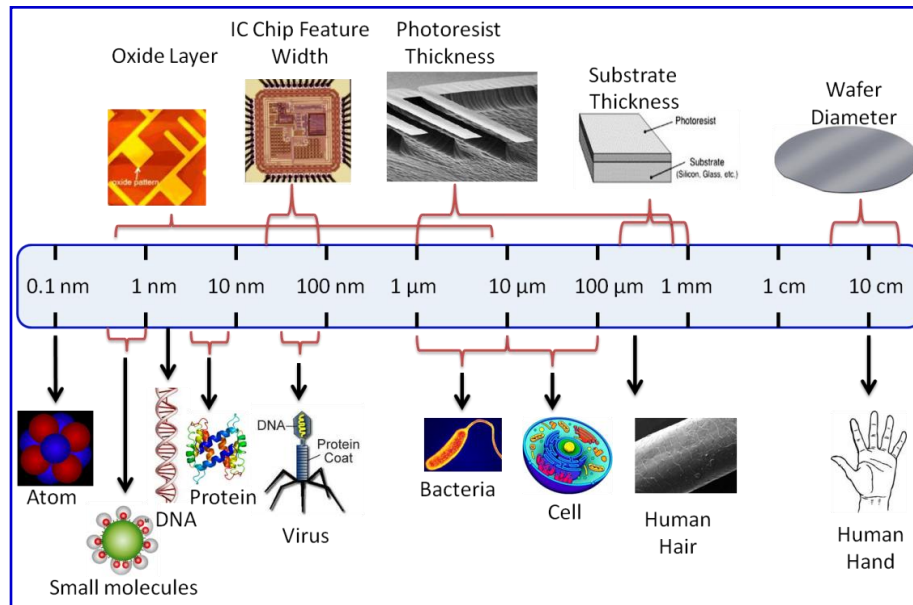 Oxide Layer
IC Chip Feature
Width
Photoresist
Thickness
Substrate
Thickness
Wafer
Diameter
oxide pattern
Photoresist
Substrate
(Silicon, Glass, etc.)
0.1 nm
1 nm
10 nm
100 nm
1 µm
10 µm
100 µm
1 mm
1 cm
10 cm
Atom
Small molecules
DNA
Protein
DNA
Protein
Coat
Virus
Bacteria
Cell
Human
Hair
Human
Hand